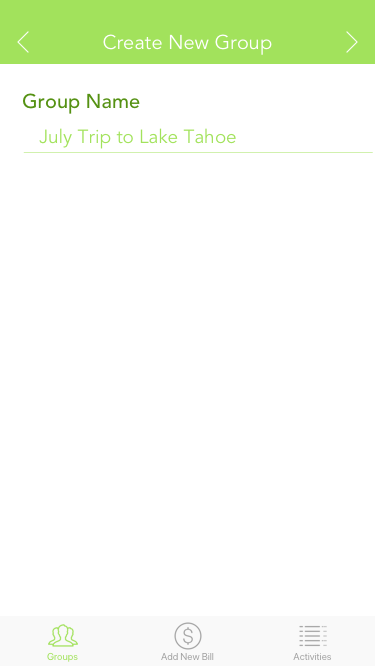 Create New Group
Group Name
July Trip to Lake Tahoe
Groups
Add New Bill
Activities